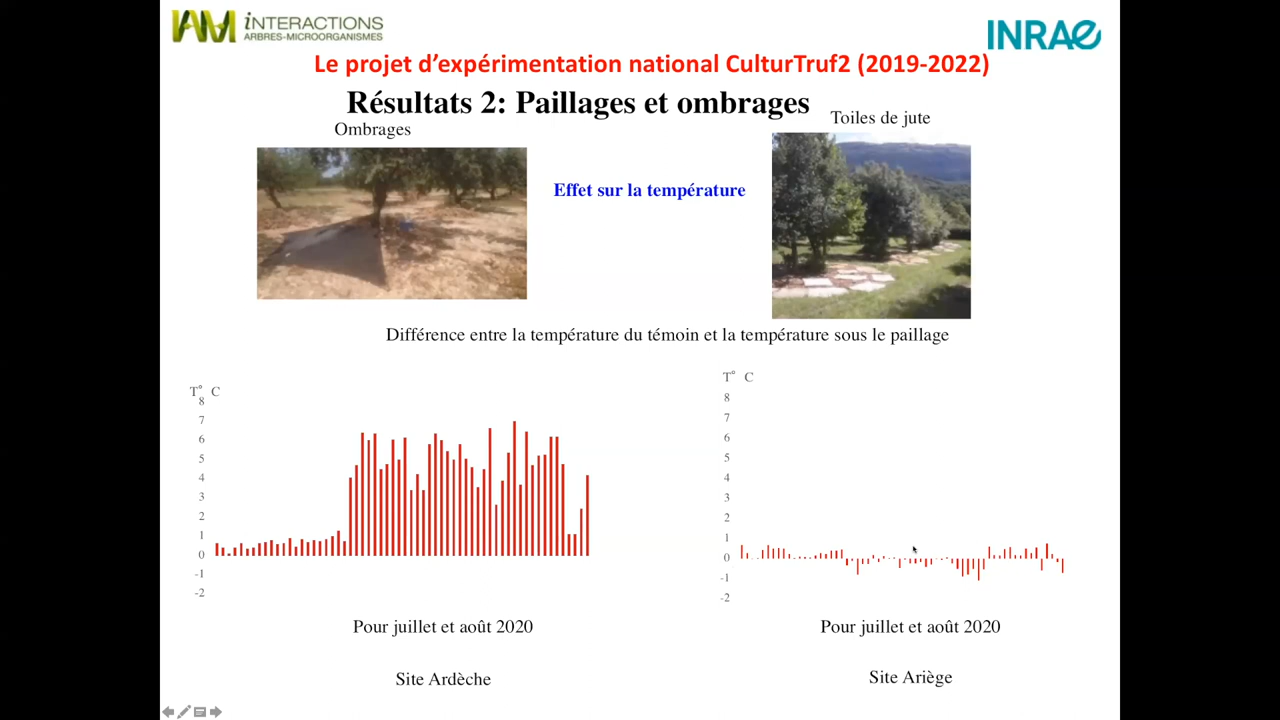 iNTERACTIONS
ARBRES-MICROORGANISMES
INRAE
Le projet d’expérimentation national CulturTruf2 (2019-2022)
Résultats 2: Paillages et ombrages
Ombrages
Toiles de jute
Effet sur la température
Différence entre la température du témoin et la température sous le paillage
T° C
8
7
6
5
4
3
2
1
0
-1
-2
T° C
8
7
6
5
4
3
2
1
0
-1
-2
Pour juillet et août 2020
Pour juillet et août 2020
Site Ardèche
Site Ariège